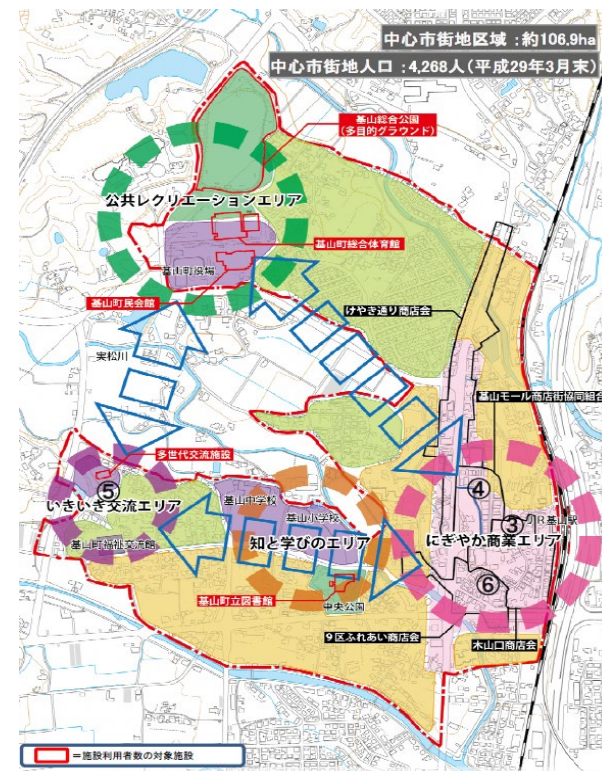 中心市街地区域：約106.9ha
中心市街地人口：4,268人（平成29年3月末）
基山総合公園
（多目的グラウンド）
公共レクリエーションエリア
基山町総合体育館
基山町役場
基山町民会館
けやき通り商店会
実松川
基山モール商店街協同組合
多世代交流施設
④
⑤
基山中学校
③
JR基山駅
いきいき交流エリア
基山小学校
にぎやか商業エリア
基山町福祉交流館
知と学びのエリア
⑥
基山町立図書館
中央公園
9区ふれあい商店会
木山口商店会
＝施設利用者数の対象施設